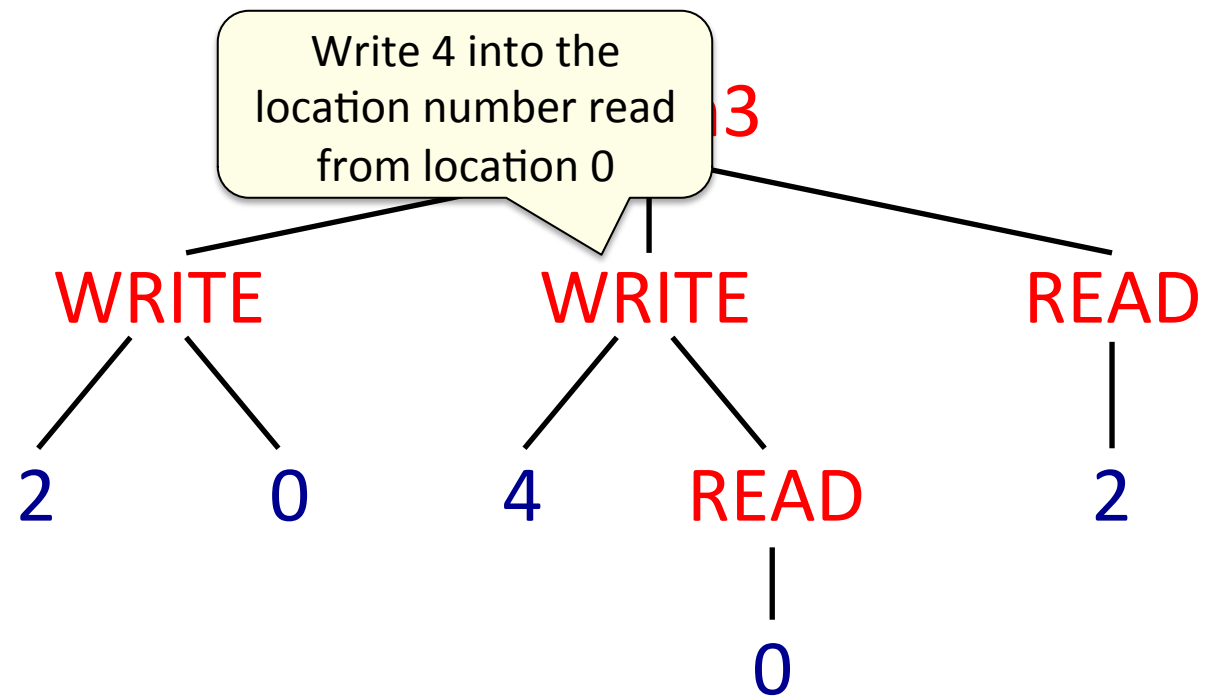 Write 4 into the
location number read
from location 0
3
WRITE WRITE READ
2 0 4 READ 2
0